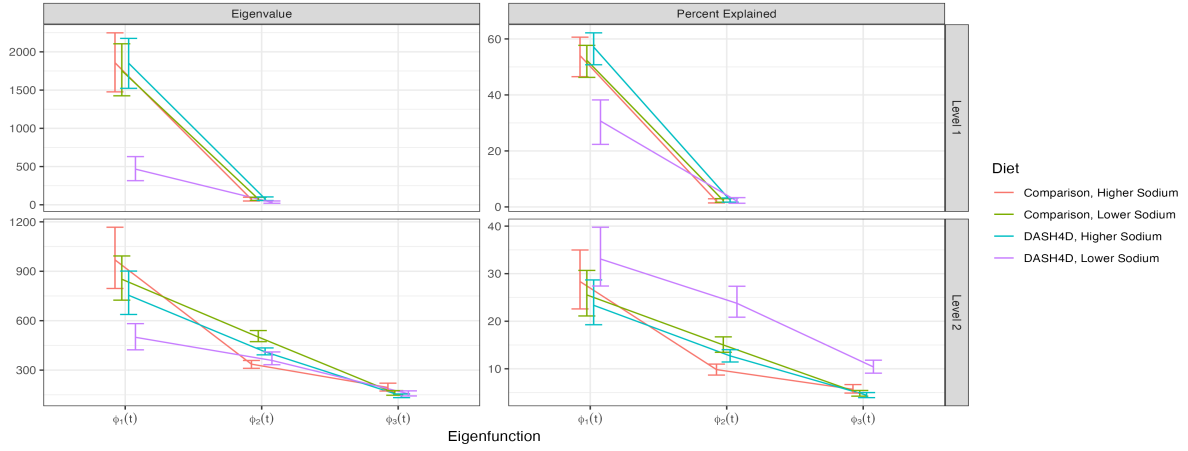 Eigenvalue
Percent Explained
2000
1500
1000
500
0
60
40
20
0
Level 1
1200
900
600
300
40
30
20
10
Level 2
ϕ₁(t)
ϕ₂(t)
ϕ₃(t)
ϕ₁(t)
ϕ₂(t)
ϕ₃(t)
Eigenfunction
Diet
Comparison, Higher Sodium
Comparison, Lower Sodium
DASH4D, Higher Sodium
DASH4D, Lower Sodium